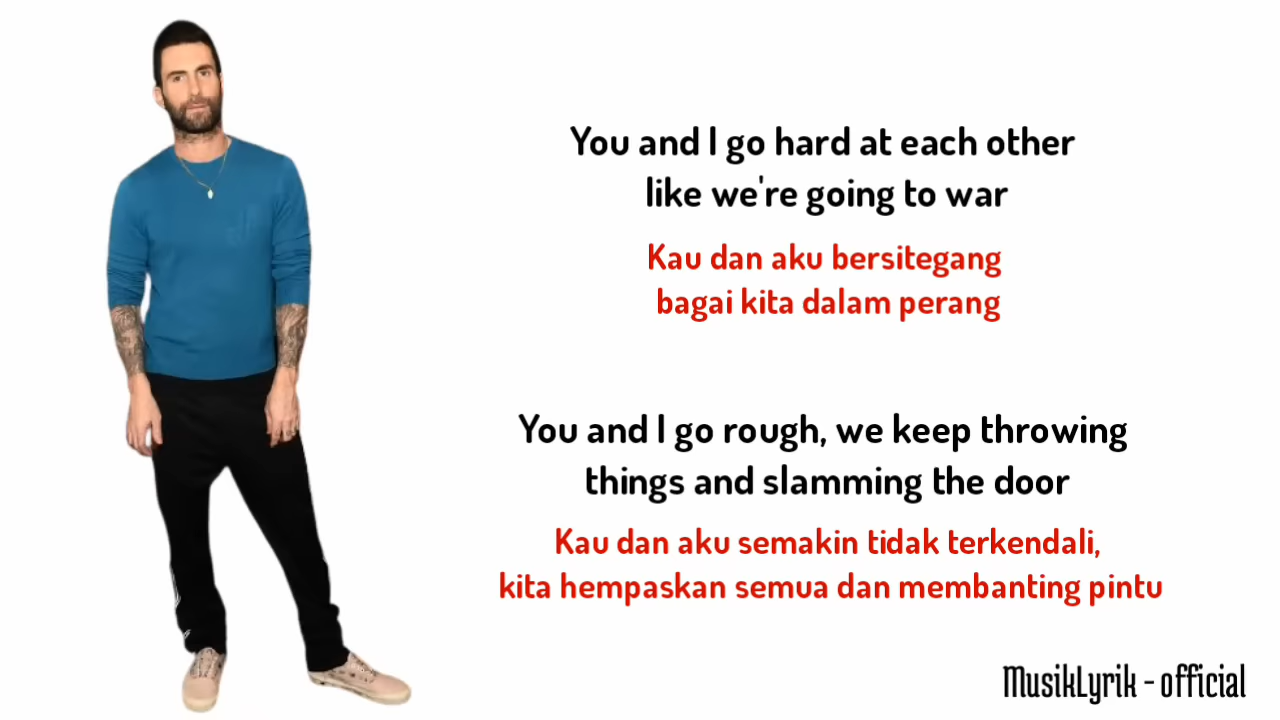 You and I go hard at each other
like we're going to war
Kau dan aku bersitegang
bagai kita dalam perang
You and I go rough, we keep throwing
things and slamming the door
Kau dan aku semakin tidak terkendali,
kita hempaskan semua dan membanting pintu
MusikLyrik - official